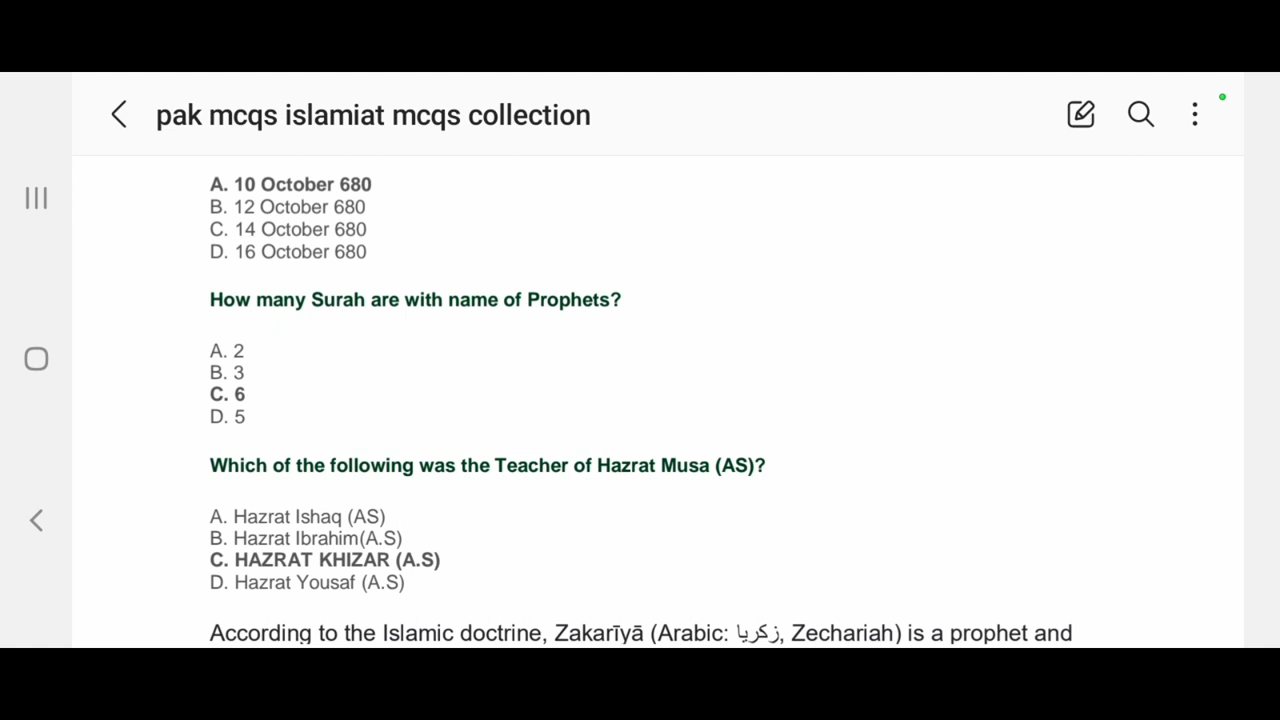 pak mcqs islamiat mcqs collection
A. 10 October 680
B. 12 October 680
C. 14 October 680
D. 16 October 680
How many Surah are with name of Prophets?
A. 2
B. 3
C. 6
D. 5
Which of the following was the Teacher of Hazrat Musa (AS)?
A. Hazrat Ishaq (AS)
B. Hazrat Ibrahim(A.S)
C. HAZRAT KHIZAR (A.S)
D. Hazrat Yousaf (A.S)
According to the Islamic doctrine, Zakarīyā (Arabic: زكريا, Zechariah) is a prophet and